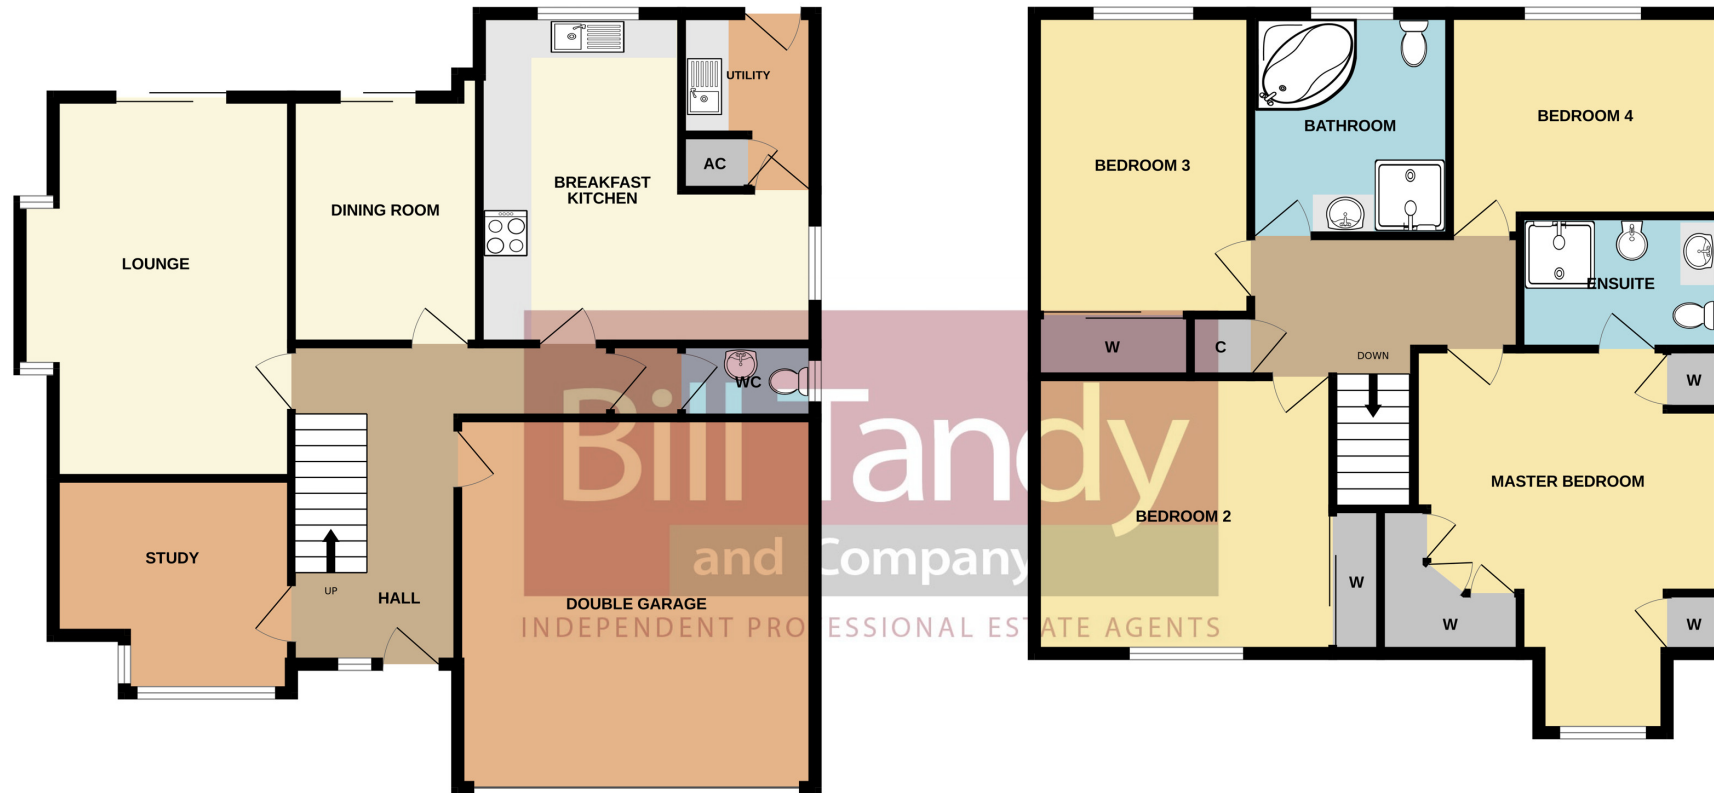 UTILITY
AC
BREAKFAST
KITCHEN
DINING ROOM
LOUNGE
WC
STUDY
UP
HALL
DOUBLE GARAGE
BATHROOM
BEDROOM 4
BEDROOM 3
ENSUITE
W
C
DOWN
W
MASTER BEDROOM
BEDROOM 2
W
W
W
Bill Tandy
and Company
INDEPENDENT PROFESSIONAL ESTATE AGENTS